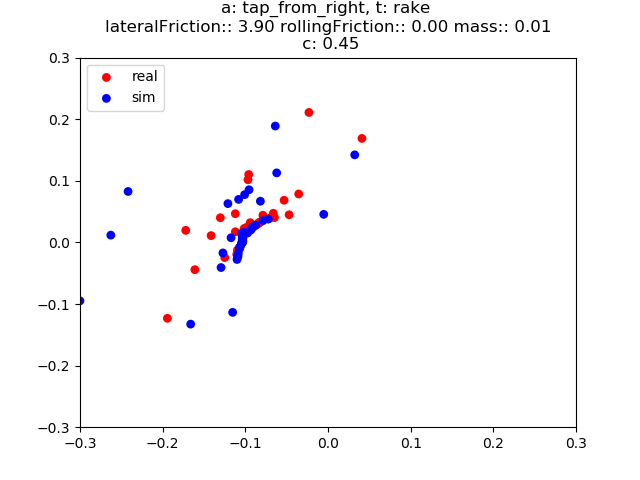 a: tap_from_right, t: rake
lateralFriction:: 3.90 rollingFriction:: 0.00 mass:: 0.01
c: 0.45
real
sim
0.3
0.2
0.1
0.0
−0.1
−0.2
−0.3
−0.3
−0.2
−0.1
0.0
0.1
0.2
0.3